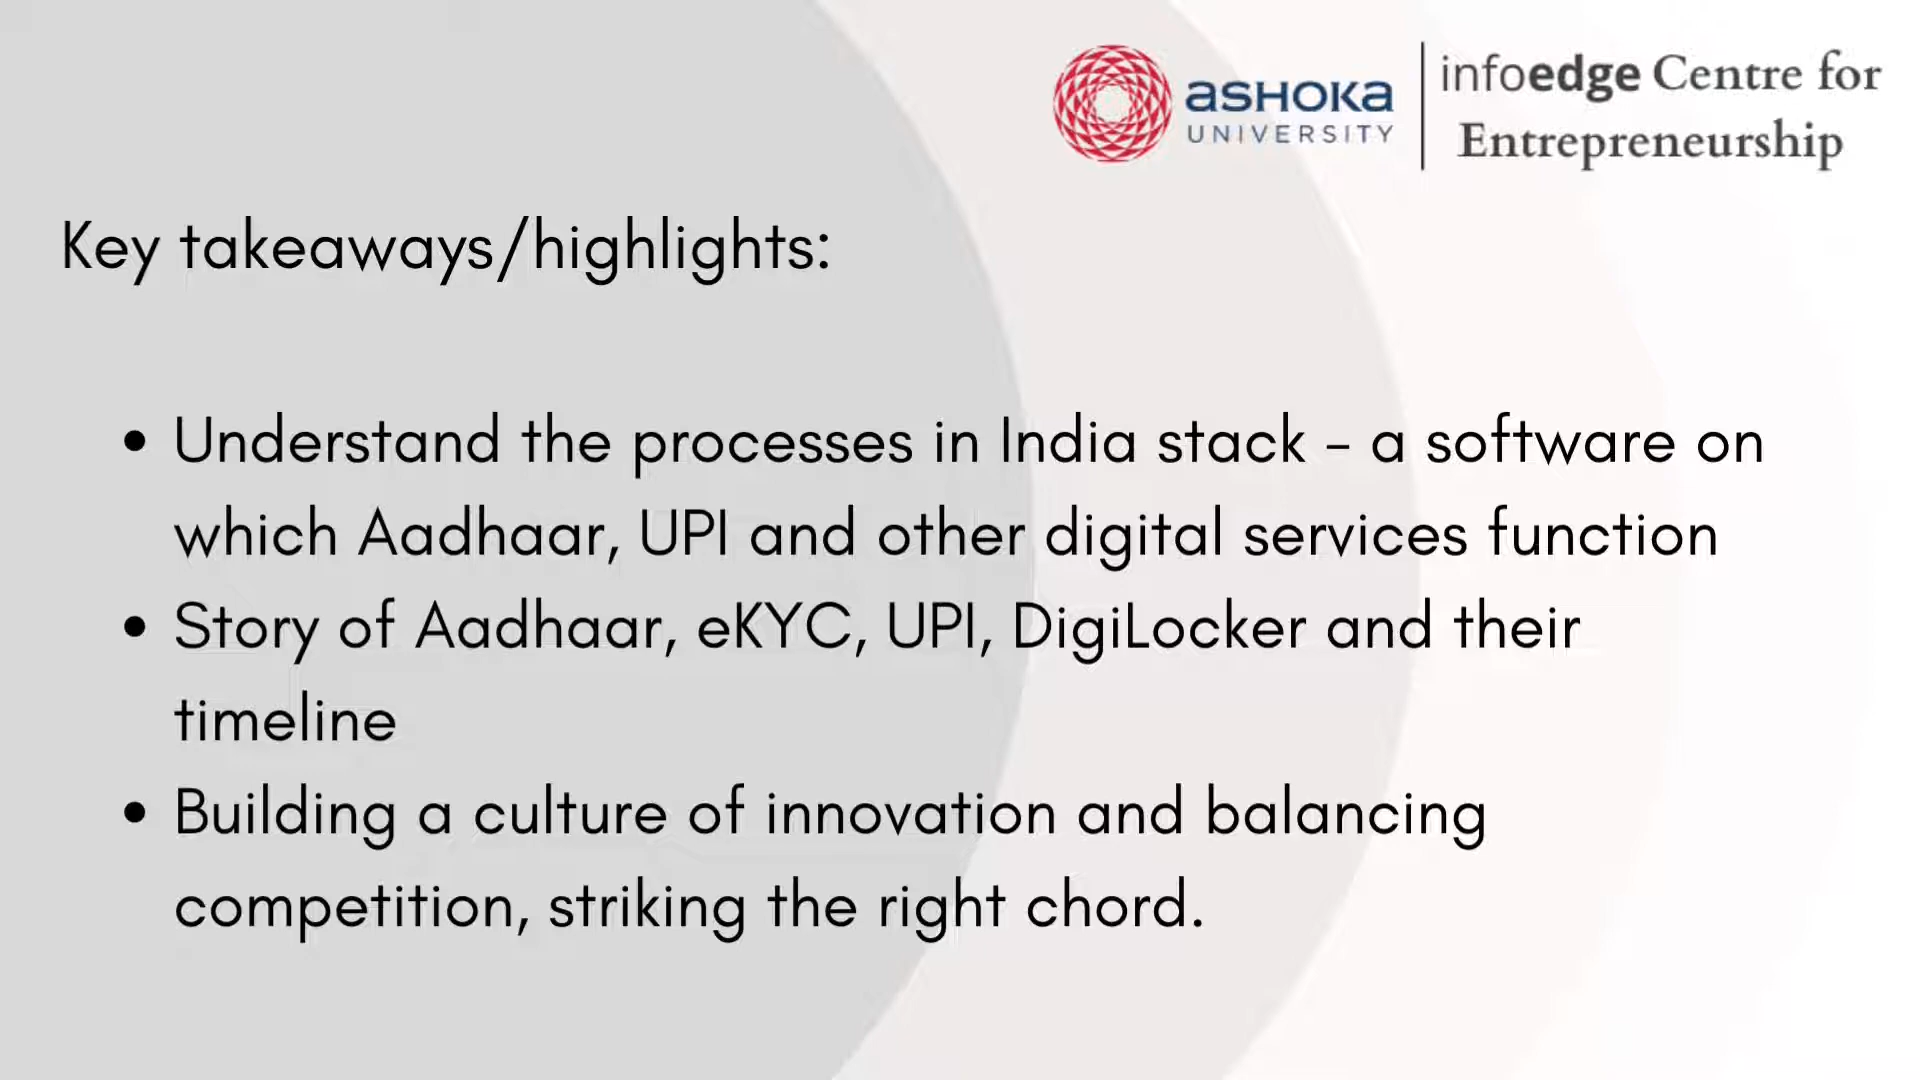 ASHOKA
UNIVERSITY
infoedge Centre for
Entrepreneurship
Key takeaways/highlights:
• Understand the processes in India stack - a software on
which Aadhaar, UPI and other digital services function
• Story of Aadhaar, eKYC, UPI, DigiLocker and their
timeline
• Building a culture of innovation and balancing
competition, striking the right chord.